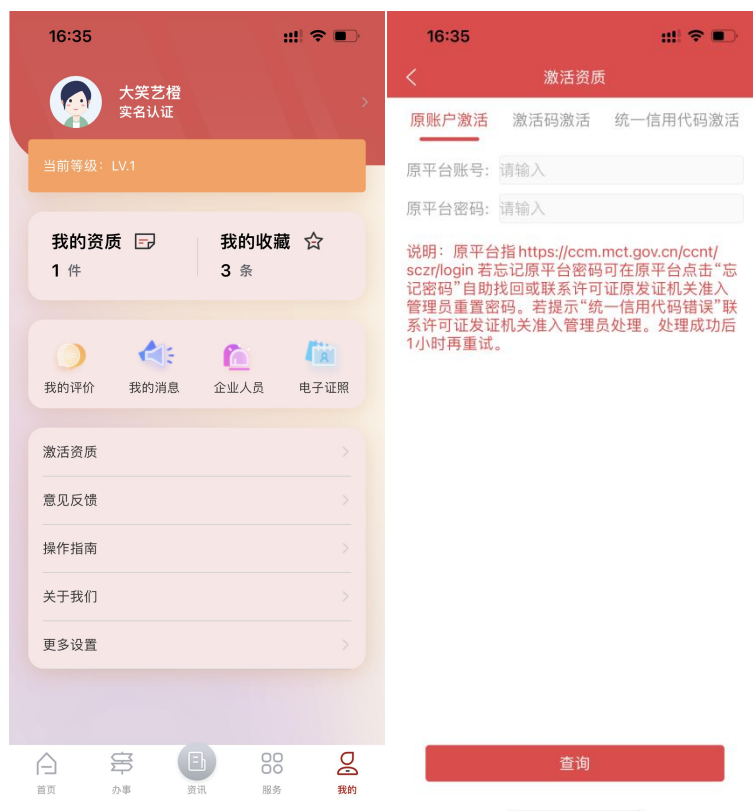 16:35
大笑艺橙
实名认证
当前等级：LV.1
我的资质
1 件
我的收藏
3 条
我的评价
我的消息
企业人员
电子证照
激活资质
意见反馈
操作指南
关于我们
更多设置
首页
办事
资讯
服务
我的
16:35
激活资质
原账户激活
激活码激活
统一信用代码激活
原平台账号: 请输入
原平台密码: 请输入
说明：原平台指https://ccm.mct.gov.cn/ccnt/
sczr/login 若忘记原平台密码可在原平台点击“忘
记密码”自助找回或联系许可证原发证机关准入
管理员重置密码。若提示“统一信用代码错误”联
系许可证发证机关准入管理员处理。处理成功后
1小时再重试。
查询